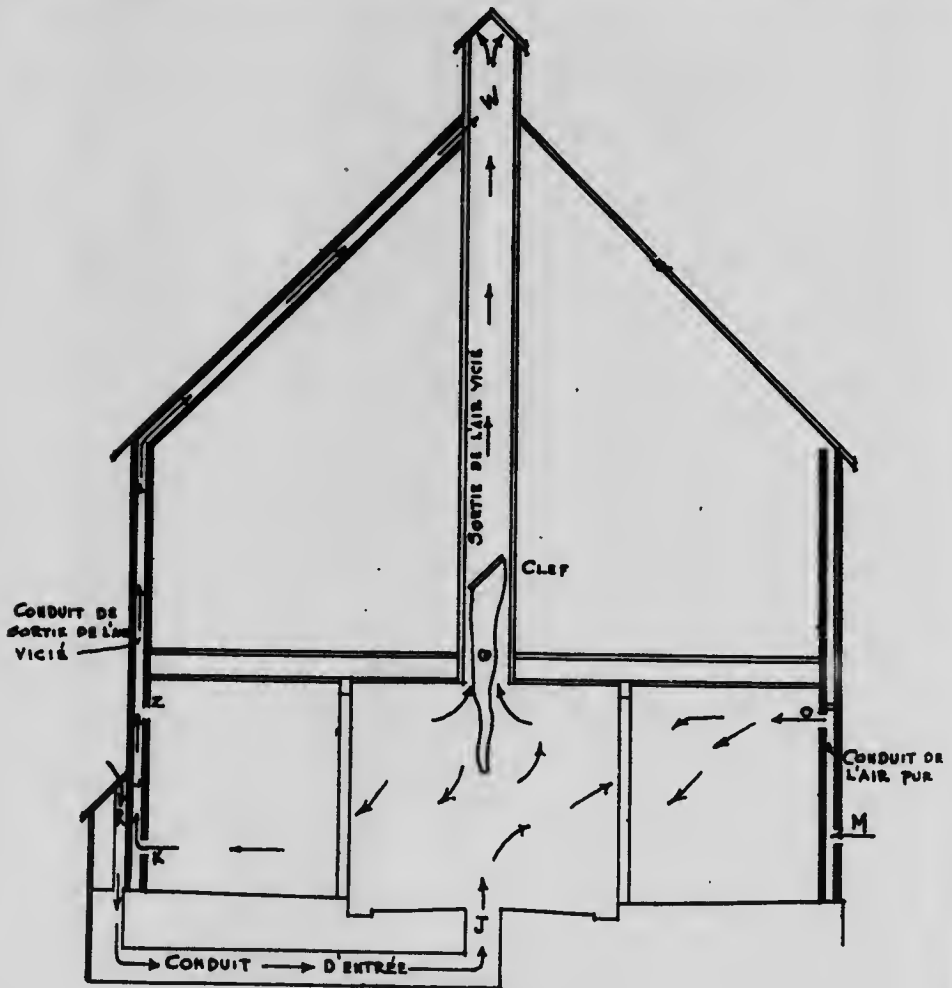 W
SORTIE DE L'AIR VICIÉ
CLEF
CONDUIT DE
SORTIE DE L'AIR
VICIÉ
Z
O
CONDUIT DE
L'AIR PUR
M
K
J
CONDUIT D'ENTRÉE